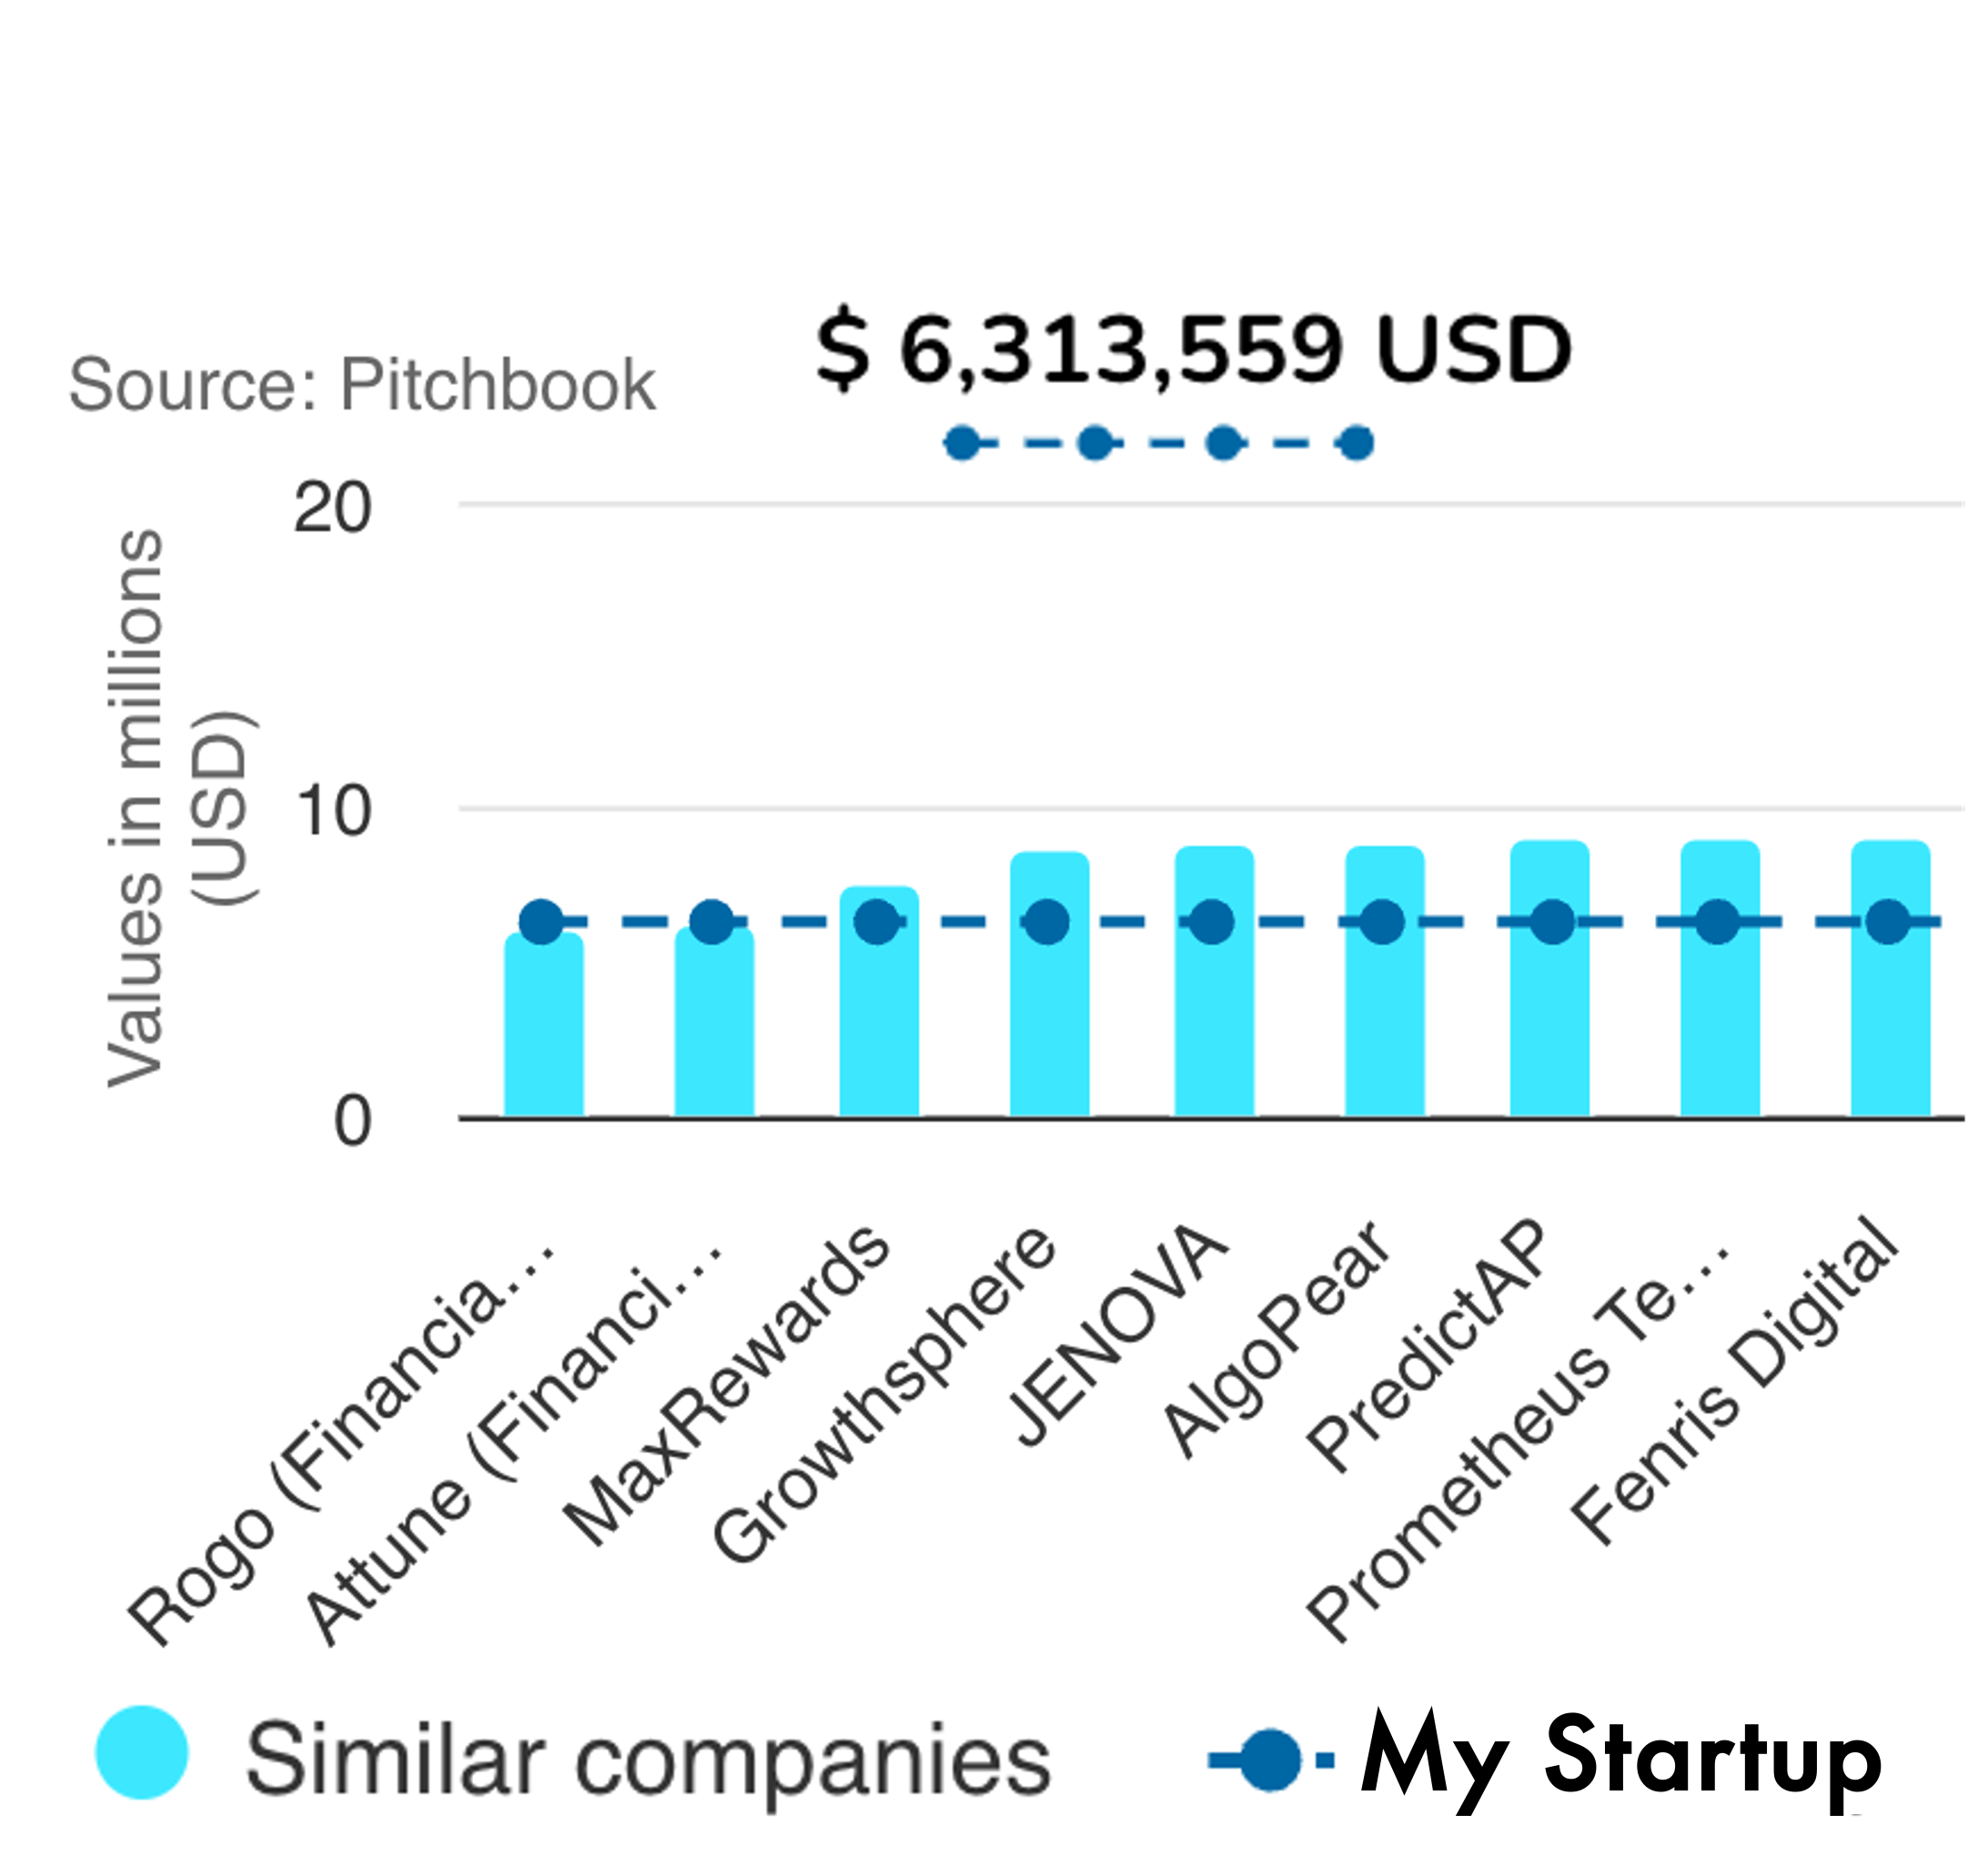 $ 6,313,559 USD
Source: Pitchbook
Values in millions
(USD)
20
10
0
Rogo (Financia...
Attune (Financi...
MaxRewards
Growthsphere
JENOVA
AlgoPear
PredictAP
Prometheus Te...
Fenris Digital
Similar companies
My Startup